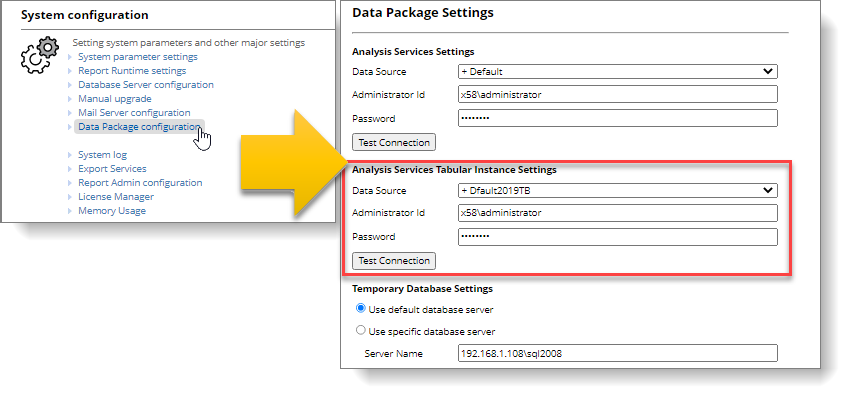 System configuration
Setting system parameters and other major settings
System parameter settings
Report Runtime settings
Database Server configuration
Manual upgrade
Mail Server configuration
Data Package configuration
System log
Export Services
Report Admin configuration
License Manager
Memory Usage
Data Package Settings
Analysis Services Settings
Data Source + Default
Administrator Id x58\administrator
Password ••••••••
Test Connection
Analysis Services Tabular Instance Settings
Data Source + Dfault2019TB
Administrator Id x58\administrator
Password ••••••••
Test Connection
Temporary Database Settings
Use default database server
Use specific database server
Server Name 192.168.1.108\sql2008